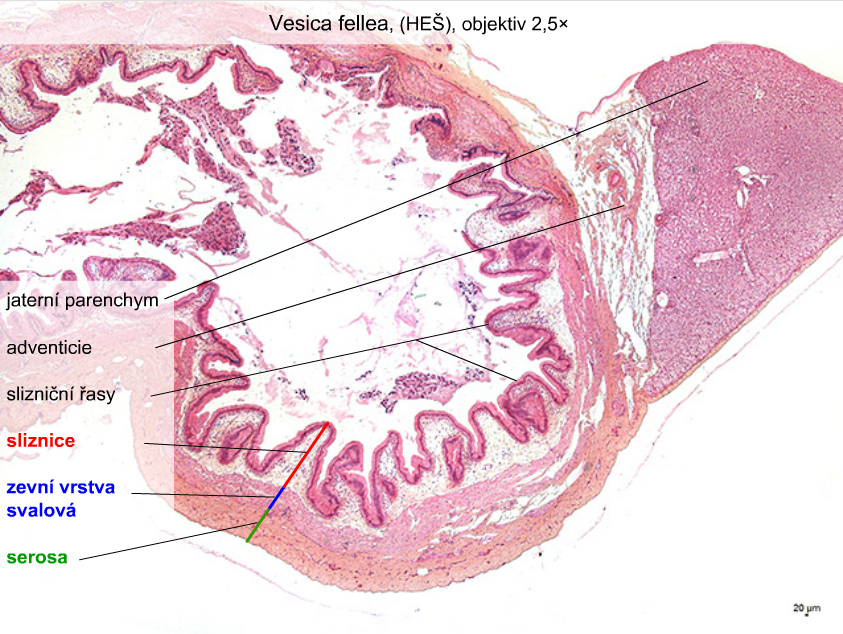 Vesica fellea, (HEŠ), objektiv 2,5×
jaterní parenchym
adventicie
slizniční řasy
sliznice
zevní vrstva
svalová
serosa
20 µm